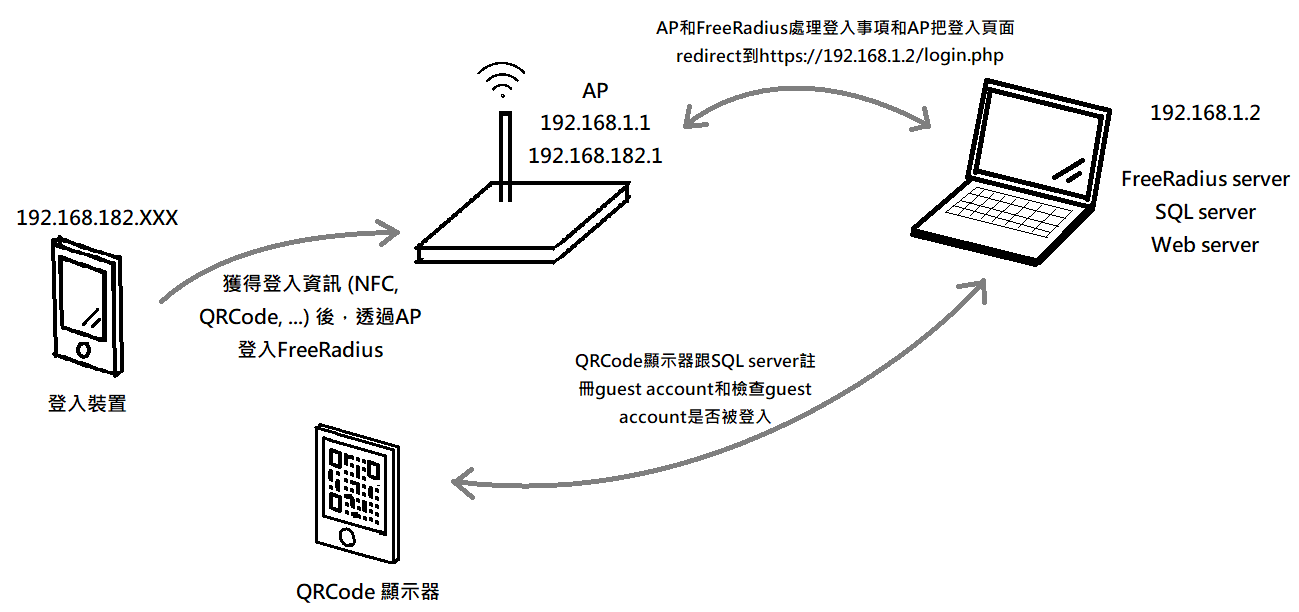 AP和FreeRadius處理登入事項和AP把登入頁面
redirect到https://192.168.1.2/login.php
AP
192.168.1.1
192.168.182.1
192.168.1.2
FreeRadius server
SQL server
Web server
192.168.182.XXX
獲得登入資訊 (NFC,
QRCode, ...) 後，透過AP
登入FreeRadius
登入裝置
QRCode顯示器跟SQL server註
冊guest account和檢查guest
account是否被登入
QRCode 顯示器